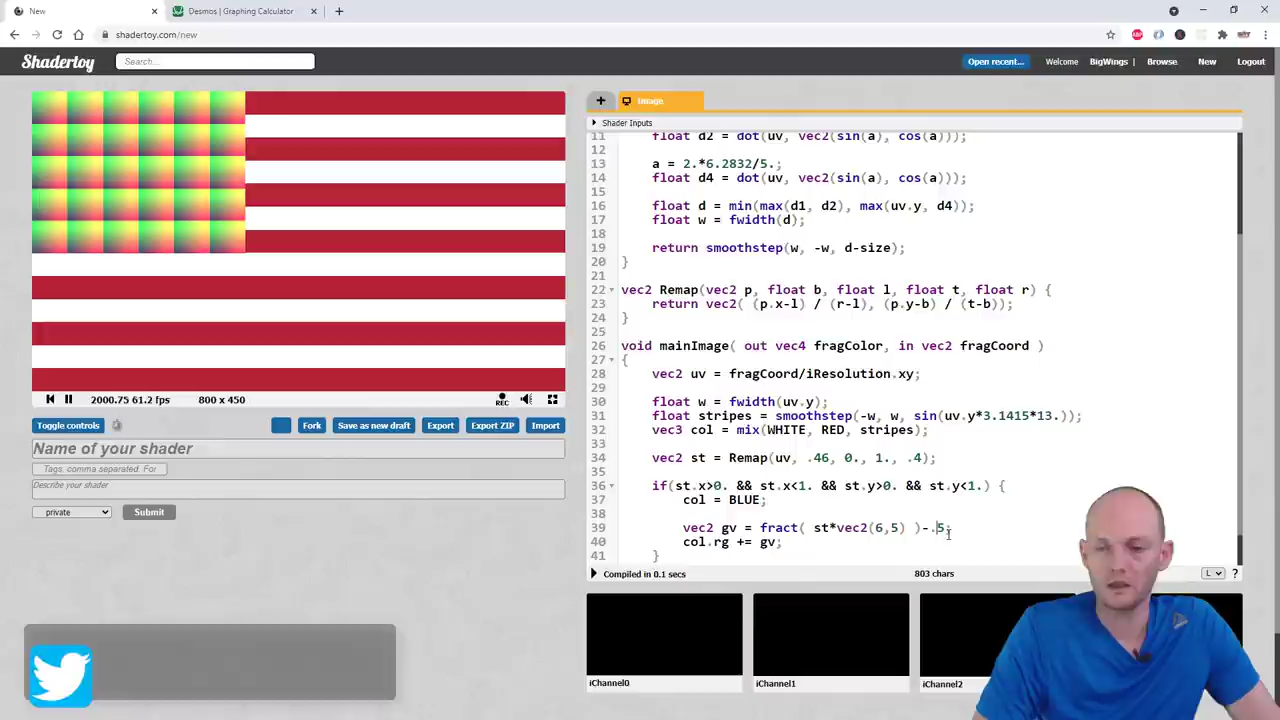 New
Desmos | Graphing Calculator
shadertoy.com/new
Shadertoy
Search...
Open recent...
Welcome
BigWings |
Browse
New
Logout
Image
Shader Inputs
11 float d2 = dot(uv, vec2(sin(a), cos(a)));
12
13 a = 2.*6.2832/5.;
14 float d4 = dot(uv, vec2(sin(a), cos(a)));
15
16 float d = min(max(d1, d2), max(uv.y, d4));
17 float w = fwidth(d);
18
19 return smoothstep(w, -w, d-size);
20 }
21
22 vec2 Remap(vec2 p, float b, float l, float t, float r) {
23 return vec2( (p.x-l) / (r-l), (p.y-b) / (t-b));
24 }
25
26 void mainImage( out vec4 fragColor, in vec2 fragCoord )
27 {
28 vec2 uv = fragCoord/iResolution.xy;
29
30 float w = fwidth(uv.y);
31 float stripes = smoothstep(-w, w, sin(uv.y*3.1415*13.));
32 vec3 col = mix(WHITE, RED, stripes);
33
34 vec2 st = Remap(uv, .46, 0., 1., .4);
35
36 if(st.x>0. && st.x<1. && st.y>0. && st.y<1.) {
37 col = BLUE;
38
39 vec2 gv = fract( st*vec2(6,5) )-.5;
40 col.rg += gv;
41 }
Compiled in 0.1 secs
803 chars
L
?
2000.75 61.2 fps
800 x 450
REC
Toggle controls
Fork
Save as new draft
Export
Export ZIP
Import
Name of your shader
Tags, comma separated. For
Describe your shader
private
Submit
iChannel0
iChannel1
iChannel2